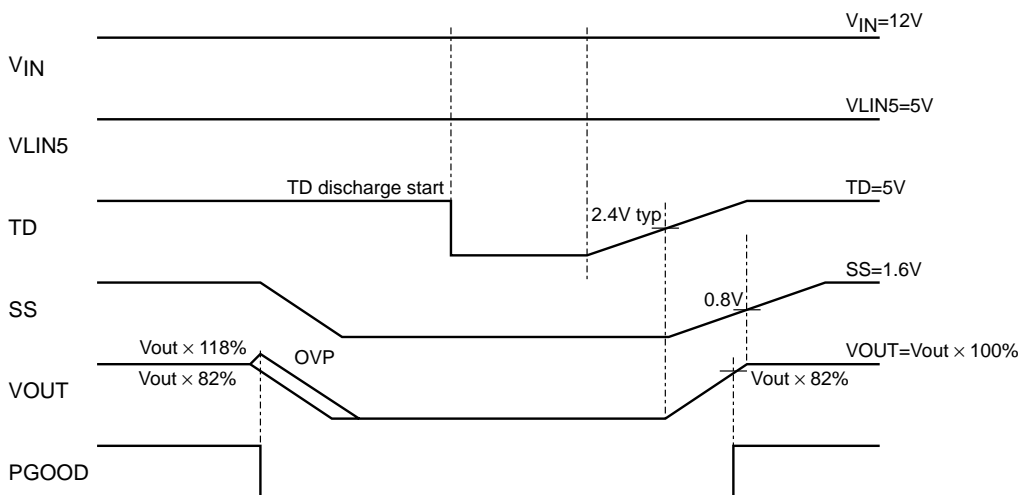 VIN=12V
VIN
VLIN5=5V
VLIN5
TD discharge start
TD=5V
2.4V typ
TD
SS=1.6V
0.8V
SS
Vout × 118%
OVP
VOUT=Vout × 100%
Vout × 82%
Vout × 82%
VOUT
PGOOD